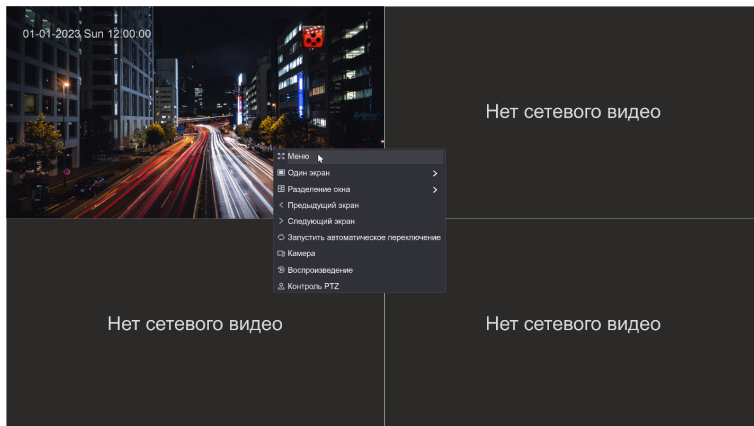 01-01-2023 Sun 12:00:00
Нет сетевого видео
Меню
Один экран
Разделение окна
Предыдущий экран
Следующий экран
Запустить автоматическое переключение
Камера
Воспроизведение
Контроль PTZ
Нет сетевого видео
Нет сетевого видео